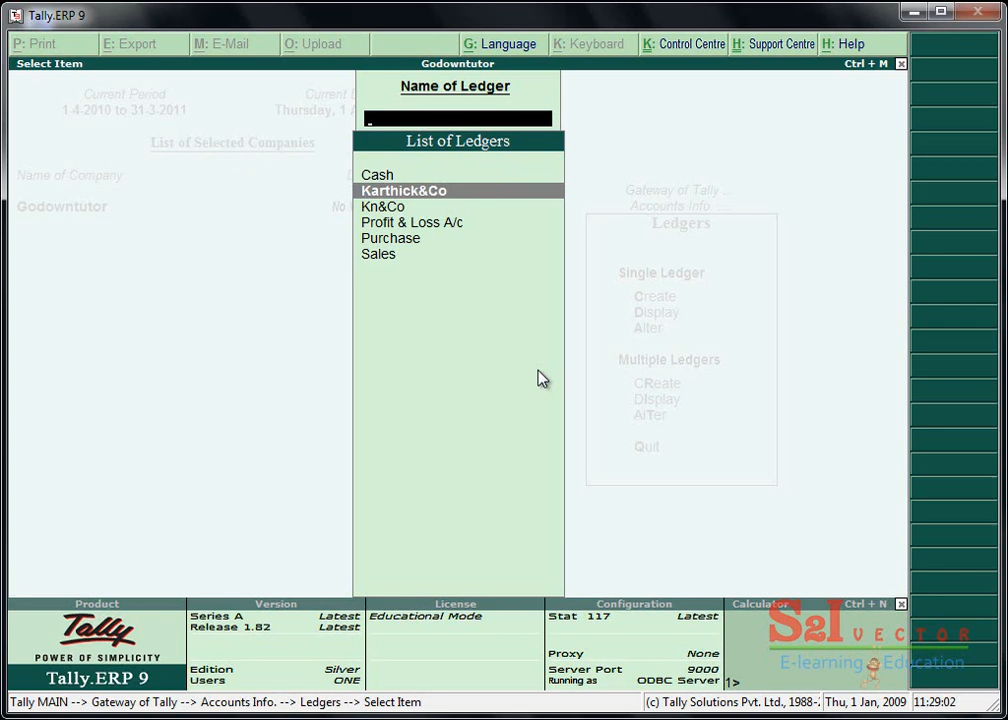 Tally.ERP 9
P: Print
E: Export
M: E-Mail
O: Upload
G: Language
K: Keyboard
K: Control Centre
H: Support Centre
H: Help
Select Item
Godowntutor
Ctrl + M
Current Period
1-4-2010 to 31-3-2011
Thursday, 1
List of Selected Companies
Name of Company
Godowntutor
No
Name of Ledger
List of Ledgers
Cash
Karthick&Co
Kn&Co
Profit & Loss A/c
Purchase
Sales
Gateway of Tally ...
Accounts Info. ......
Ledgers
Single Ledger
Create
Display
Alter
Multiple Ledgers
CReate
DIsplay
AlTer
Quit
Product
Tally
POWER OF SIMPLICITY
Tally.ERP 9
Version
Series A Latest
Release 1.82 Latest
Edition Silver
Users ONE
License
Educational Mode
Configuration
Stat 117 Latest
Proxy None
Server Port 9000
Running as ODBC Server
Calculator
Ctrl + N
1>
S2I VECTOR
E-learning Education
Tally MAIN --> Gateway of Tally --> Accounts Info. --> Ledgers --> Select Item
(c) Tally Solutions Pvt. Ltd., 1988-2
Thu, 1 Jan, 2009
11:29:02